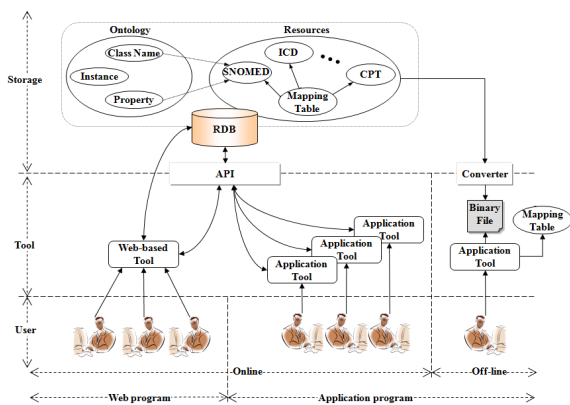 Ontology
Resources
Class Name
Instance
Property
SNOMED
ICD
CPT
Mapping
Table
Storage
RDB
API
Converter
Binary
File
Mapping
Table
Tool
Web-based
Tool
Application
Tool
Application
Tool
Application
Tool
Application
Tool
User
Online
Off-line
Web program
Application program